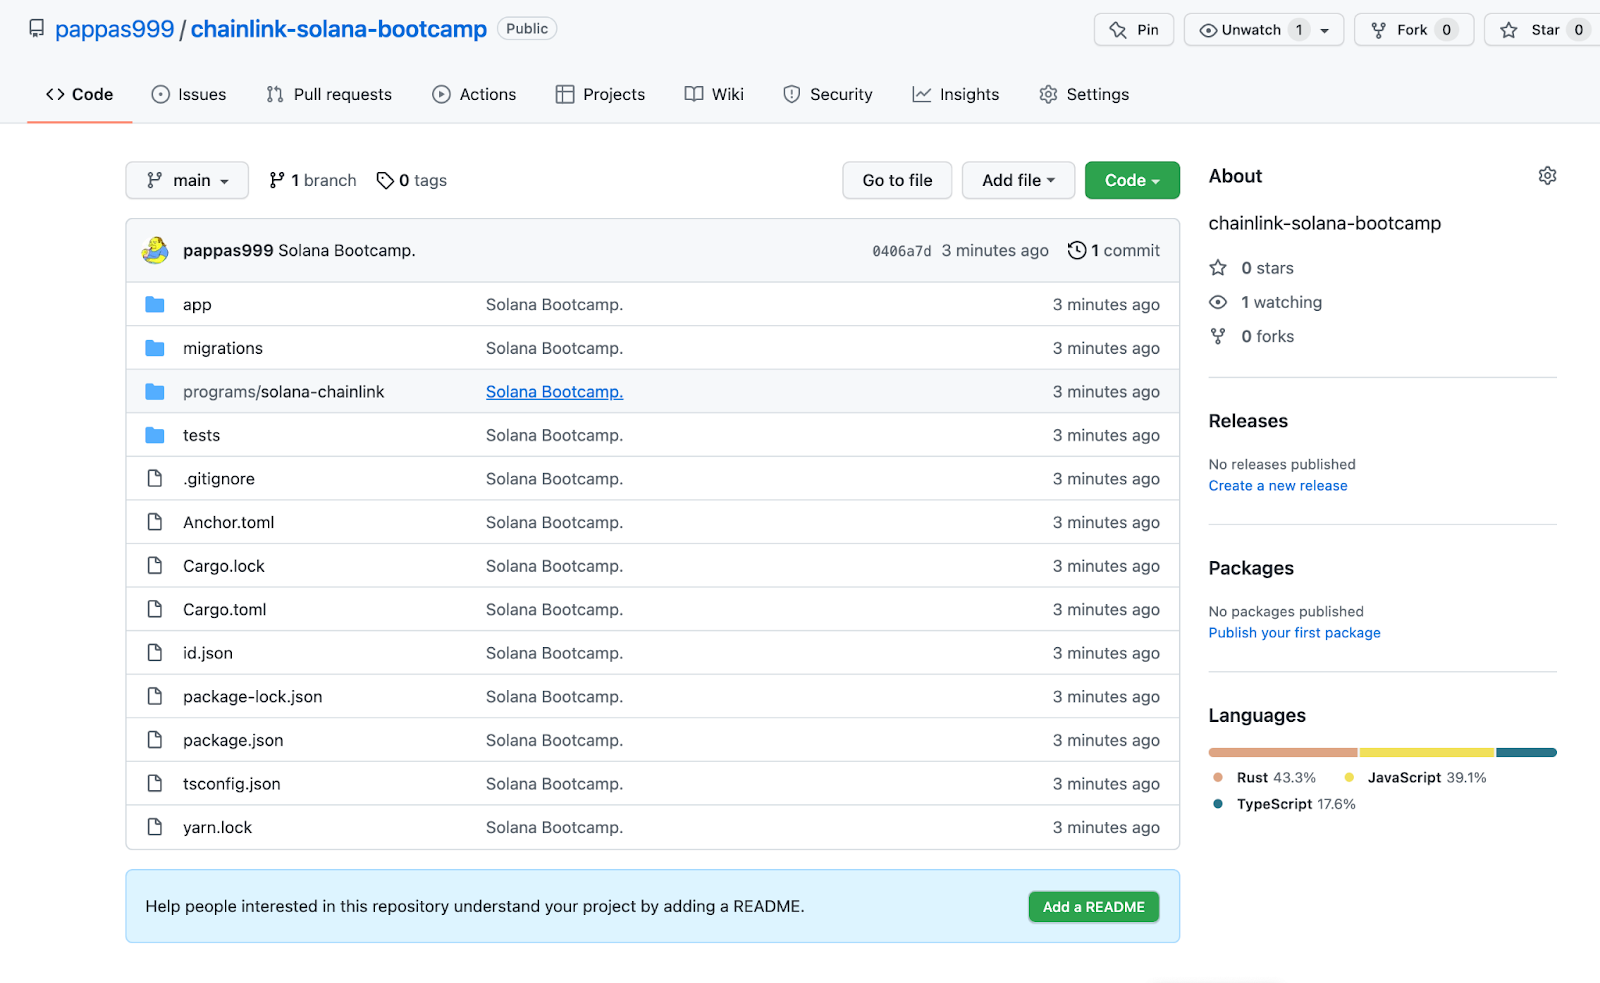 pappas999 / chainlink-solana-bootcamp Public Pin Unwatch 1 Fork 0 Star 0
Code Issues Pull requests Actions Projects Wiki Security Insights Settings
main 1 branch 0 tags Go to file Add file Code
pappas999 Solana Bootcamp. 0406a7d 3 minutes ago 1 commit
app Solana Bootcamp. 3 minutes ago
migrations Solana Bootcamp. 3 minutes ago
programs/solana-chainlink Solana Bootcamp. 3 minutes ago
tests Solana Bootcamp. 3 minutes ago
.gitignore Solana Bootcamp. 3 minutes ago
Anchor.toml Solana Bootcamp. 3 minutes ago
Cargo.lock Solana Bootcamp. 3 minutes ago
Cargo.toml Solana Bootcamp. 3 minutes ago
id.json Solana Bootcamp. 3 minutes ago
package-lock.json Solana Bootcamp. 3 minutes ago
package.json Solana Bootcamp. 3 minutes ago
tsconfig.json Solana Bootcamp. 3 minutes ago
yarn.lock Solana Bootcamp. 3 minutes ago
Help people interested in this repository understand your project by adding a README. Add a README
About
chainlink-solana-bootcamp
0 stars
1 watching
0 forks
Releases
No releases published
Create a new release
Packages
No packages published
Publish your first package
Languages
Rust 43.3% JavaScript 39.1%
TypeScript 17.6%